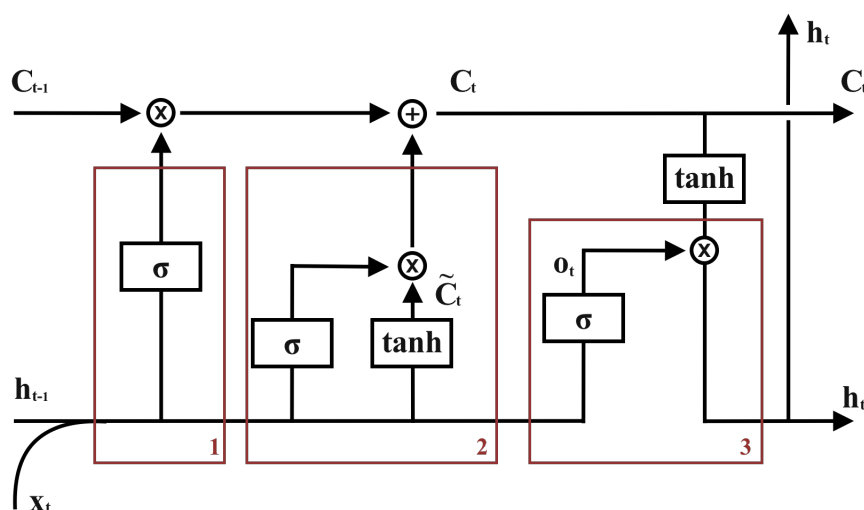 h_t
C_{t-1}
C_t
C_t
x
+
tanh
σ
x
o_t
x
C̃_t
σ
σ
tanh
h_{t-1}
h_t
1
2
3
x_t